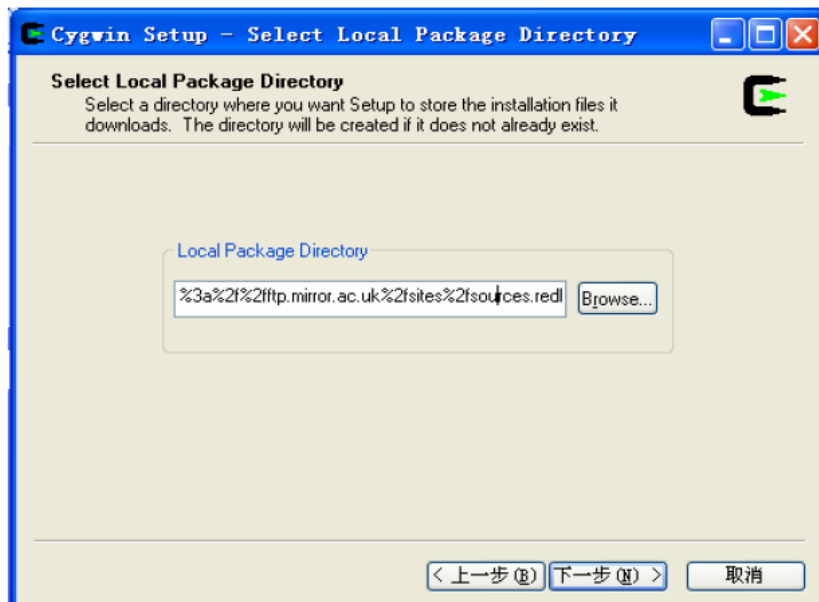 Cygwin Setup - Select Local Package Directory
Select Local Package Directory
Select a directory where you want Setup to store the installation files it
downloads. The directory will be created if it does not already exist.
Local Package Directory
%3a%2f%2fftp.mirror.ac.uk%2fsites%2fsources.redl
Browse...
< 上一步(B) 下一步(N) > 取消